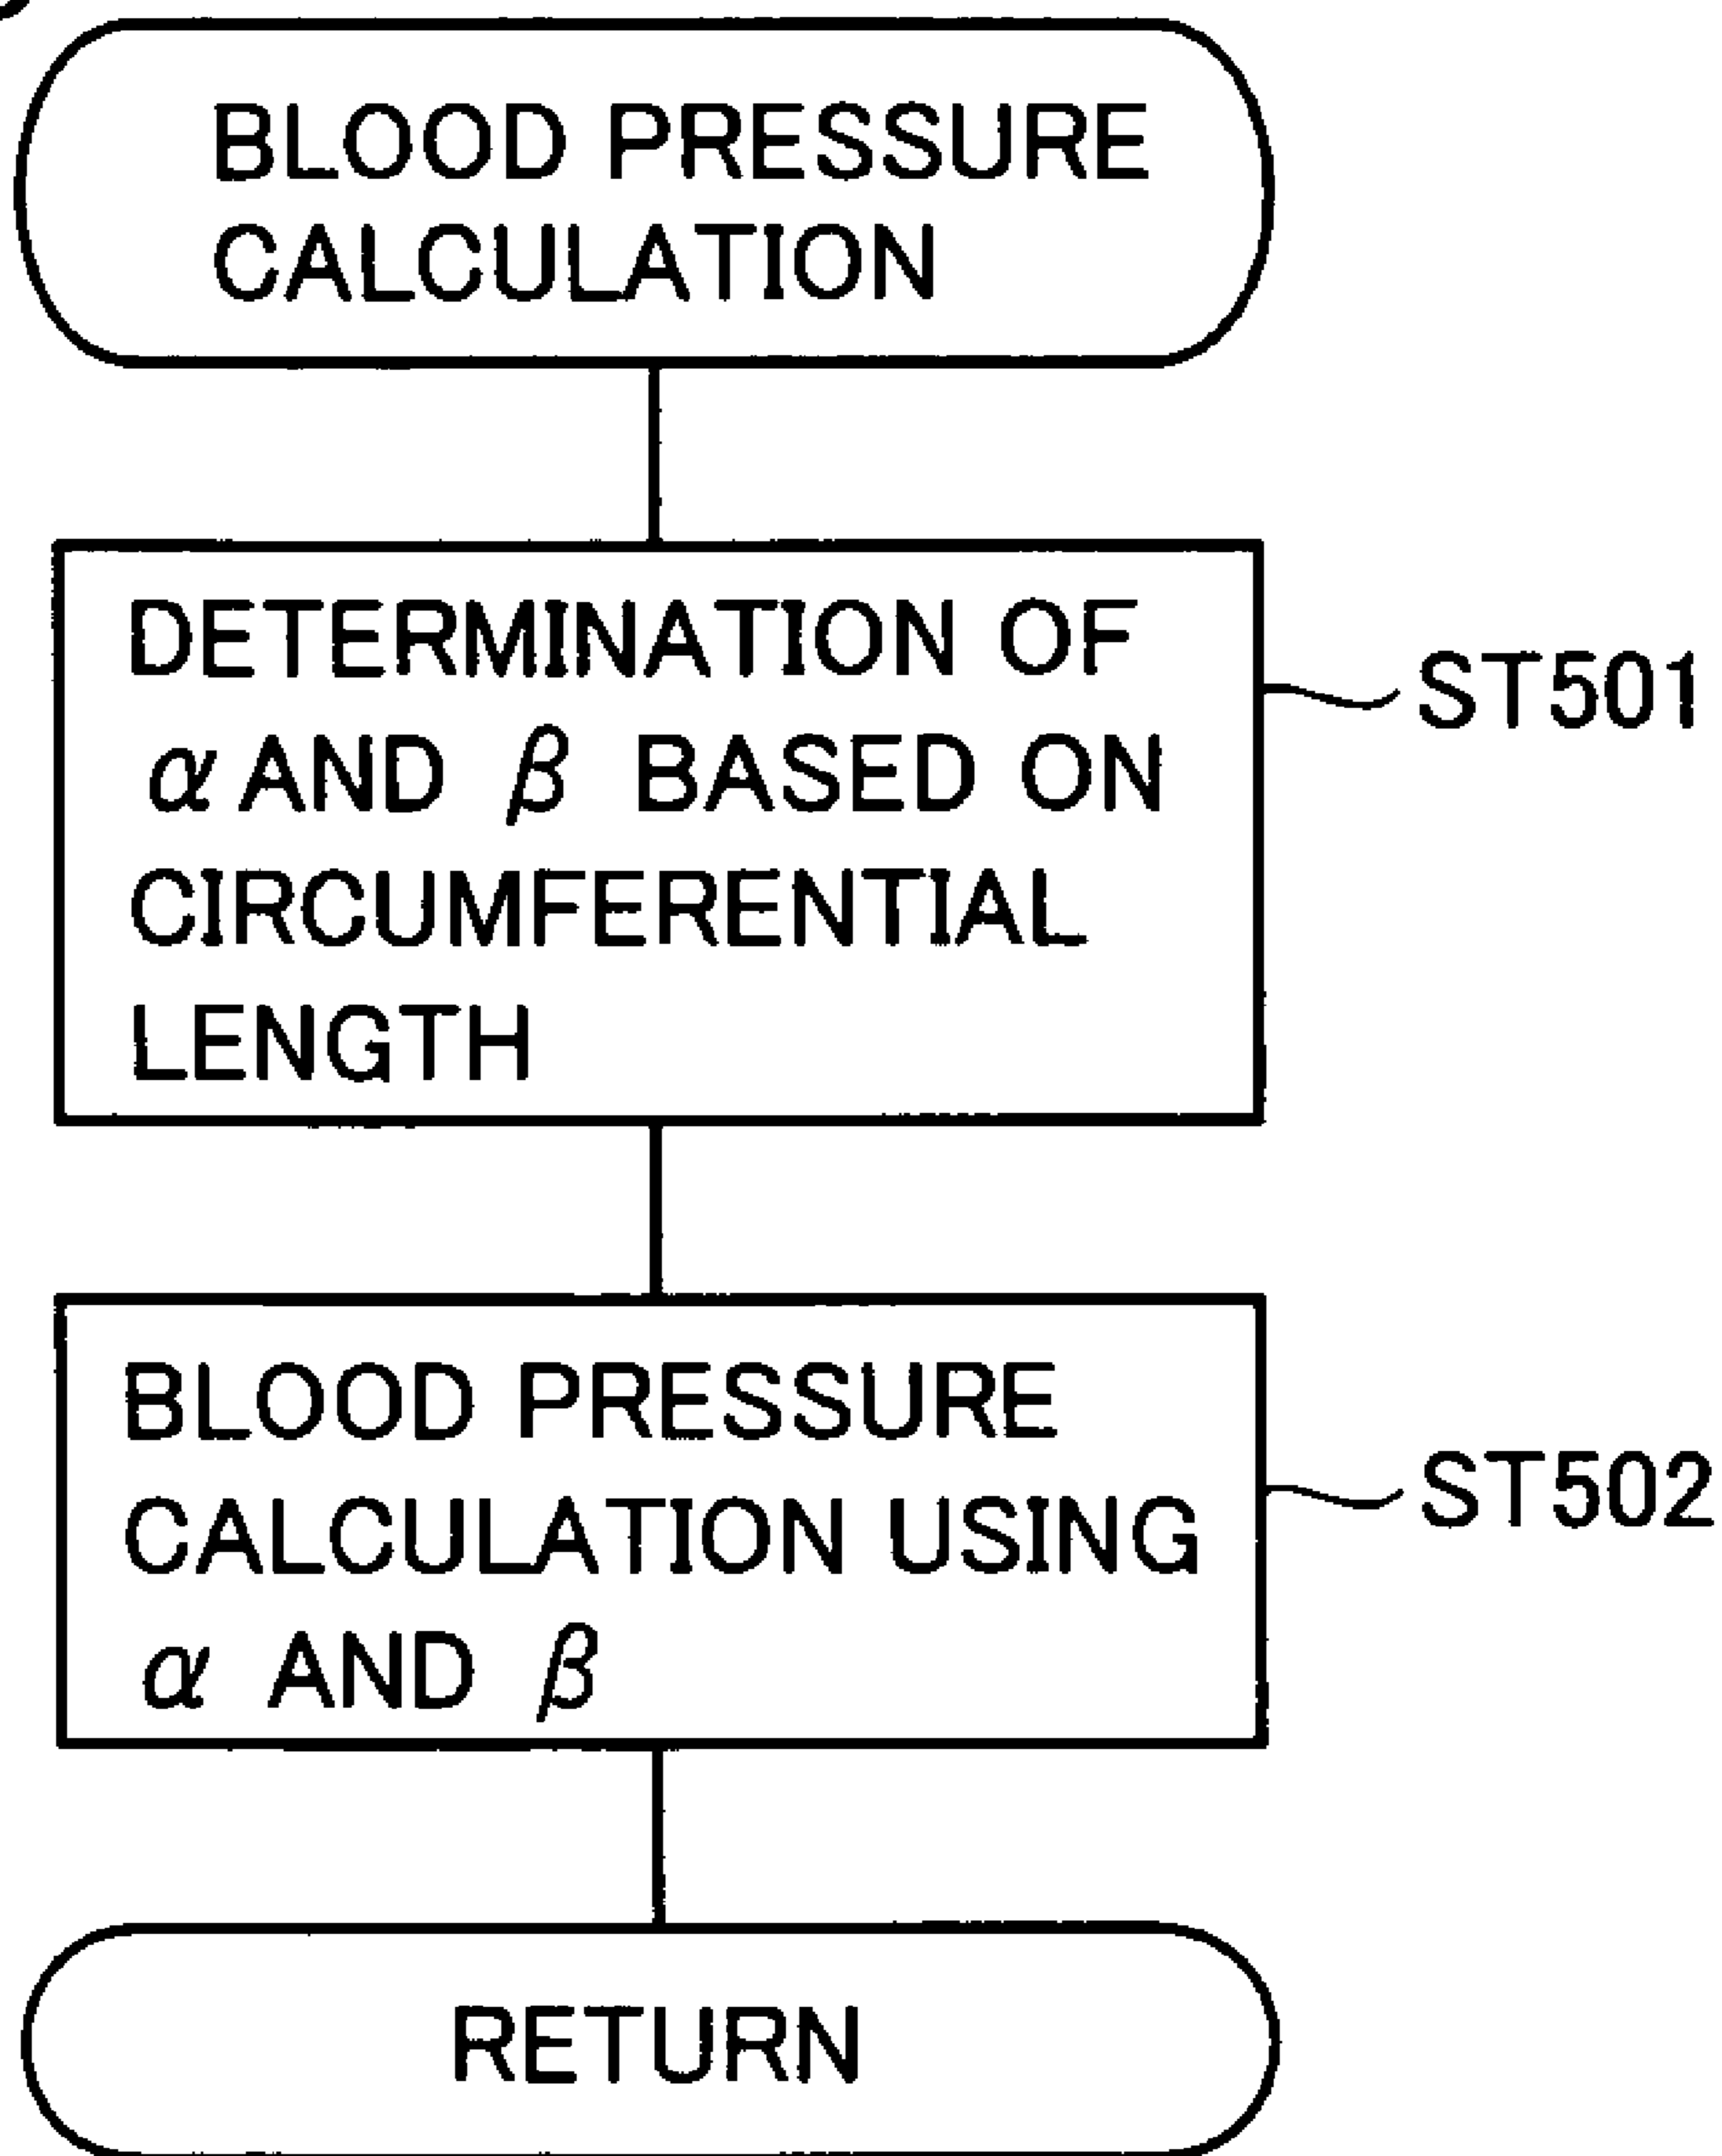 BLOOD PRESSURE
CALCULATION
DETERMINATION OF
α AND β BASED ON
CIRCUMFERENTIAL
LENGTH
ST501
BLOOD PRESSURE
CALCULATION USING
α AND β
ST502
RETURN